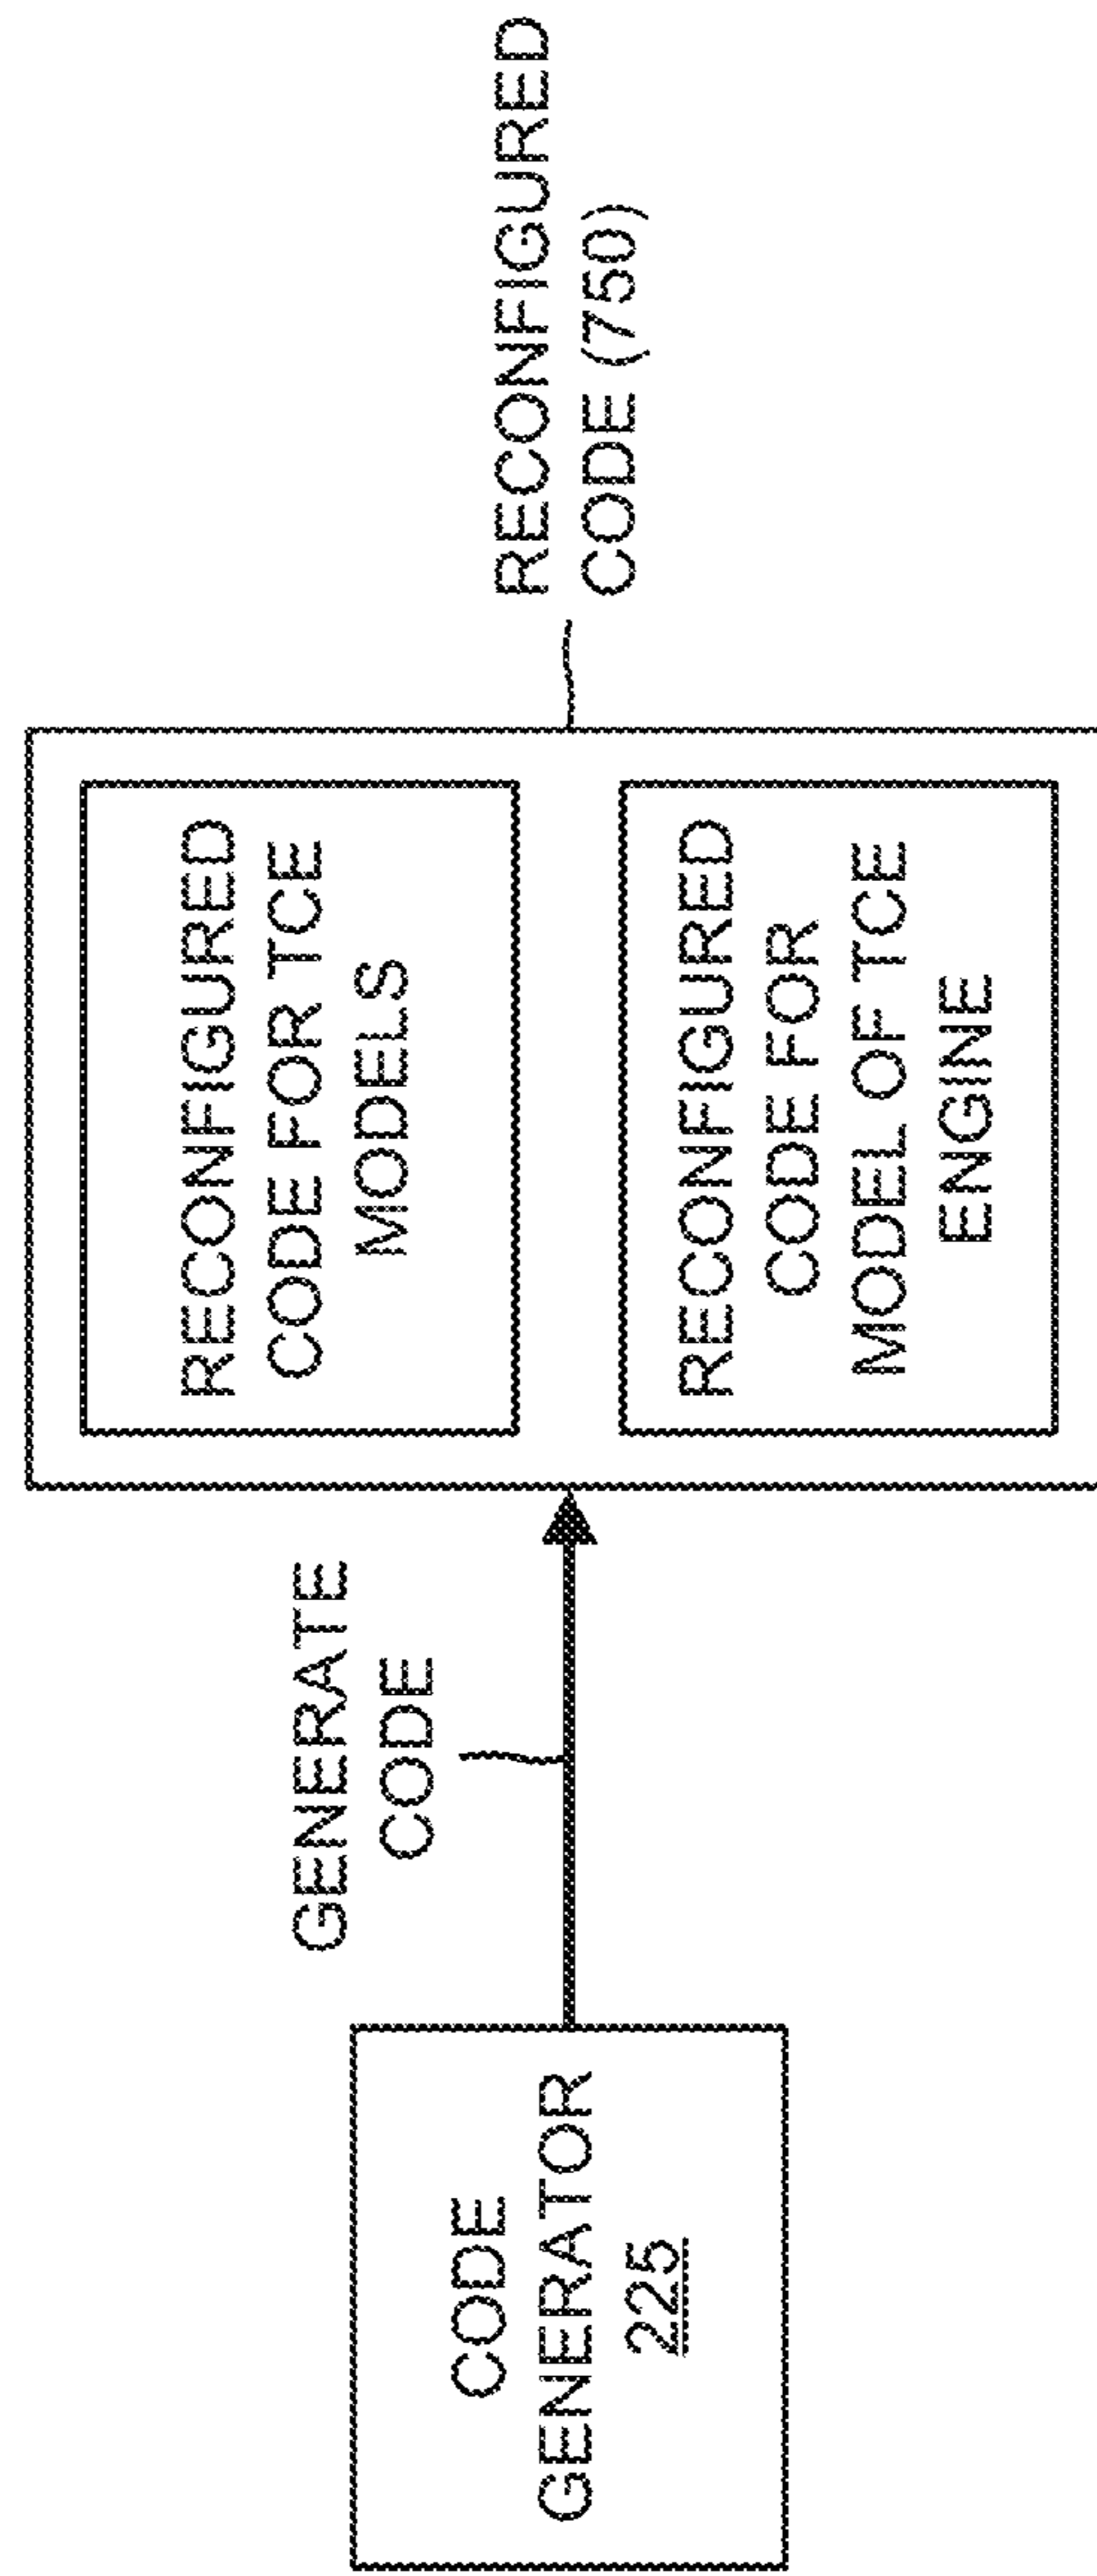 CODE
GENERATOR
225
GENERATE
CODE
RECONFIGURED
CODE FOR TCE
MODELS
RECONFIGURED
CODE FOR
MODEL OF TCE
ENGINE
RECONFIGURED
CODE (750)